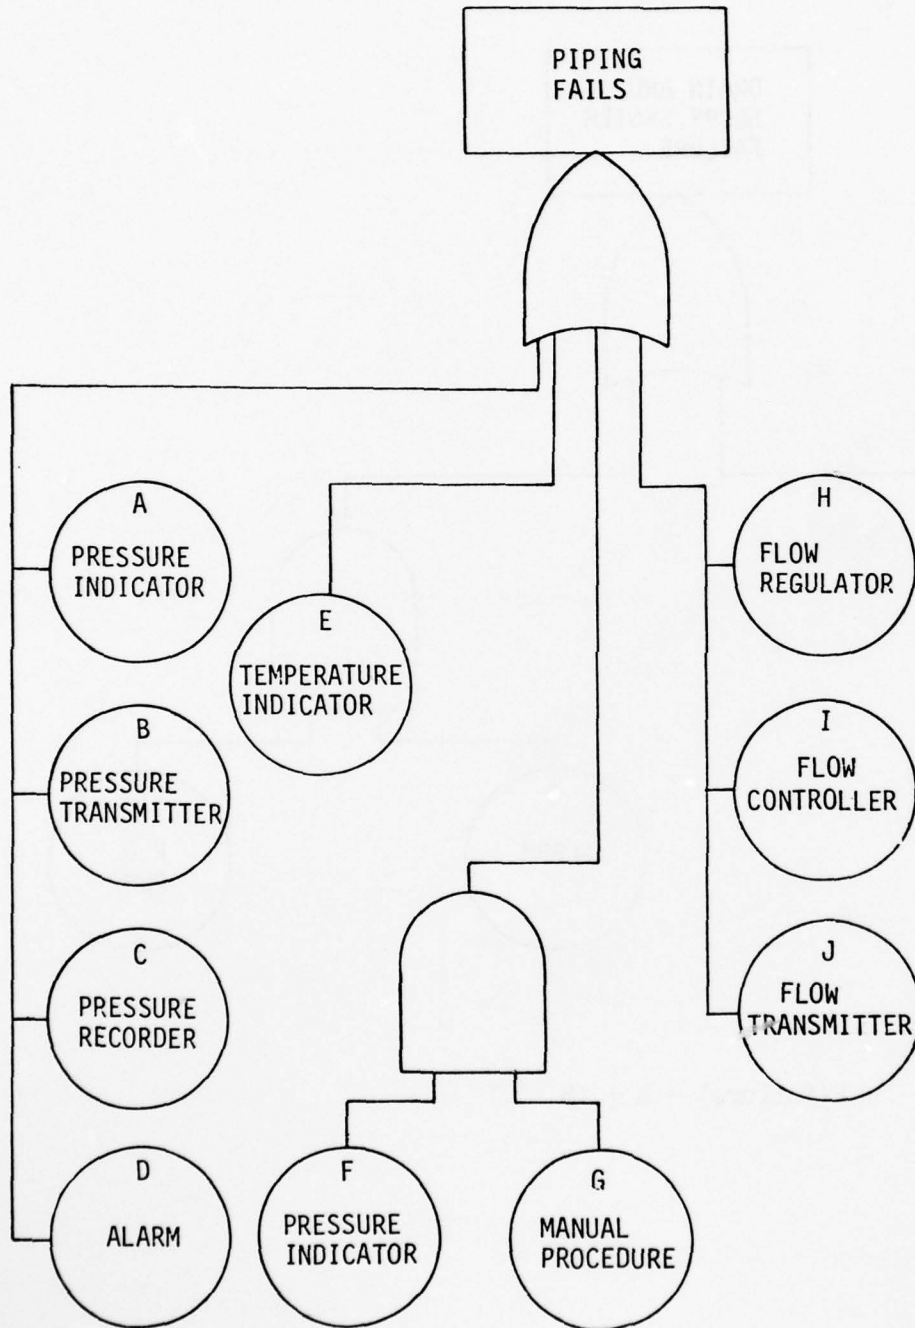 PIPING
FAILS
A
PRESSURE
INDICATOR
B
PRESSURE
TRANSMITTER
C
PRESSURE
RECORDER
D
ALARM
E
TEMPERATURE
INDICATOR
F
PRESSURE
INDICATOR
G
MANUAL
PROCEDURE
H
FLOW
REGULATOR
I
FLOW
CONTROLLER
J
FLOW
TRANSMITTER